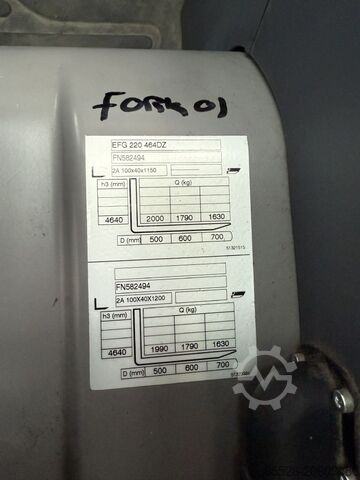 FORK 01
EFG 220 464DZ
FN582494
2A 100x40x1150
h3 (mm) Q (kg)
4640 2000 1790 1630
D (mm) 500 600 700
51321515
FN582494
2A 100X40X1200
h3 (mm) Q (kg)
4640 1990 1790 1630
D (mm) 500 600 700